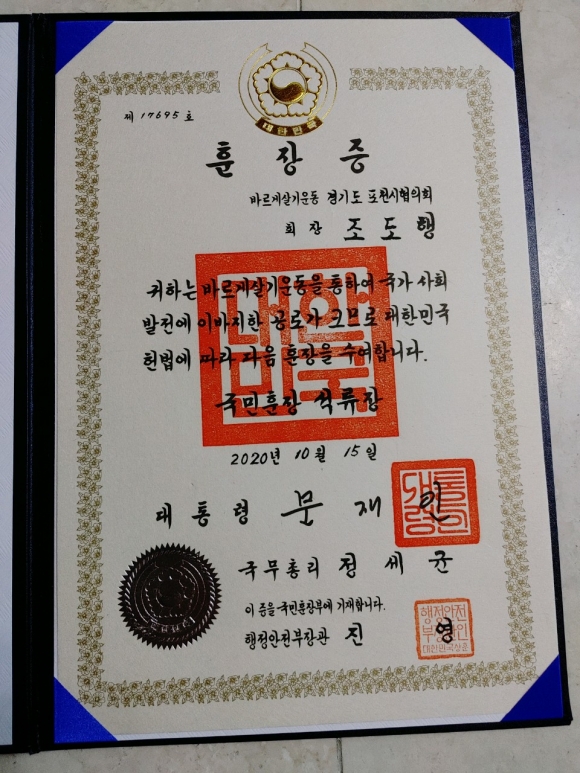 대한민국
제 17695 호
훈장증
바르게살기운동 경기도 포천시협의회
회장 조도행
귀하는 바르게살기운동을 통하여 국가 사회
발전에 이바지한 공로가 크므로 대한민국
헌법에 따라 다음 훈장을 수여합니다.
국민훈장 석류장
2020년 10월 15일
대통령 문재인
국무총리 정세균
이 증을 국민훈장부에 기재합니다.
행정안전부장관 진영